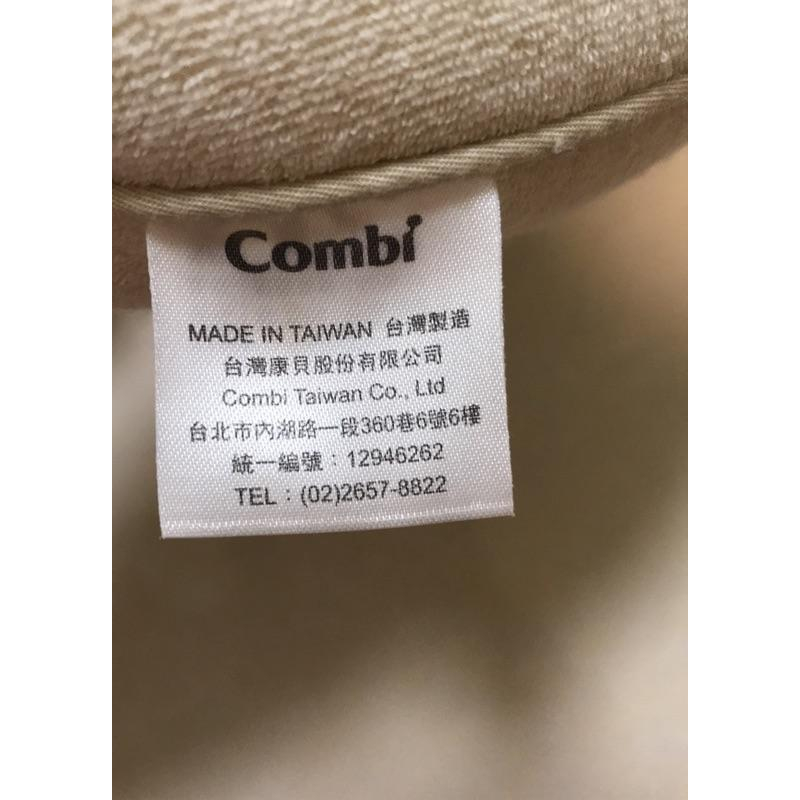 Combi
MADE IN TAIWAN 台灣製造
台灣康貝股份有限公司
Combi Taiwan Co., Ltd
台北市內湖路一段360巷6號6樓
統一編號：12946262
TEL：(02)2657-8822